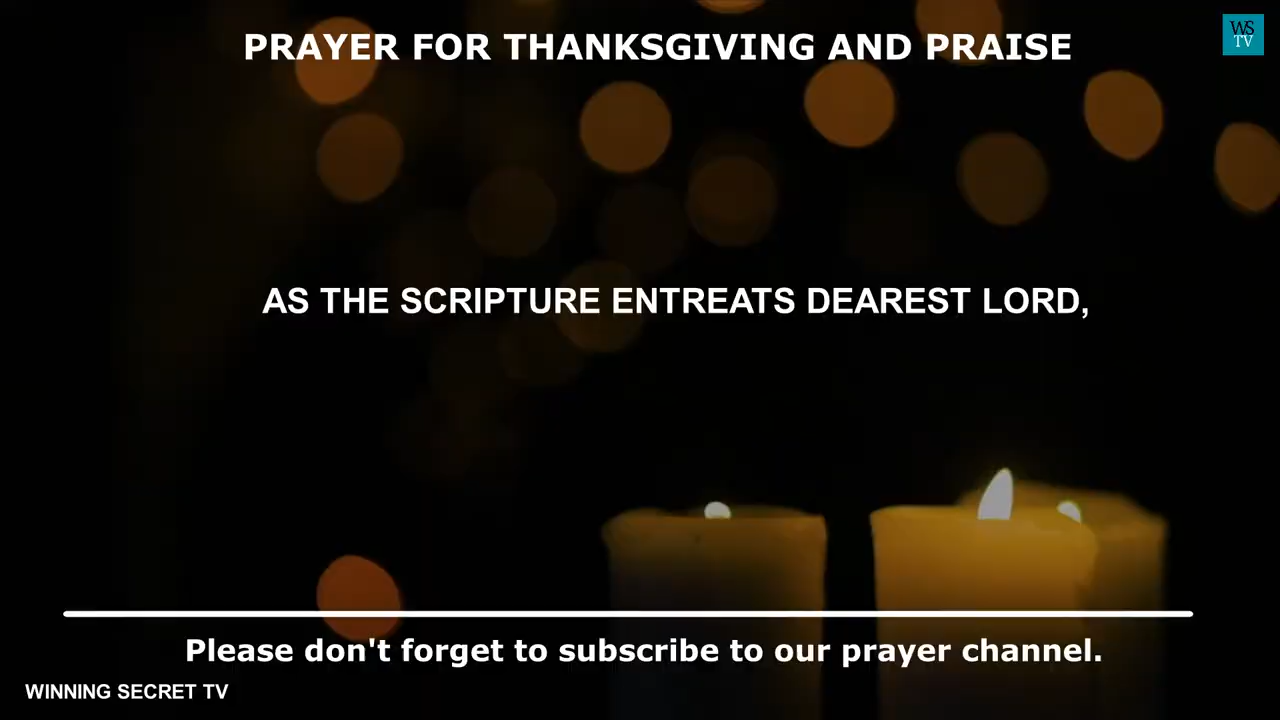 PRAYER FOR THANKSGIVING AND PRAISE
WS
TV
AS THE SCRIPTURE ENTREATS DEAREST LORD,
Please don't forget to subscribe to our prayer channel.
WINNING SECRET TV